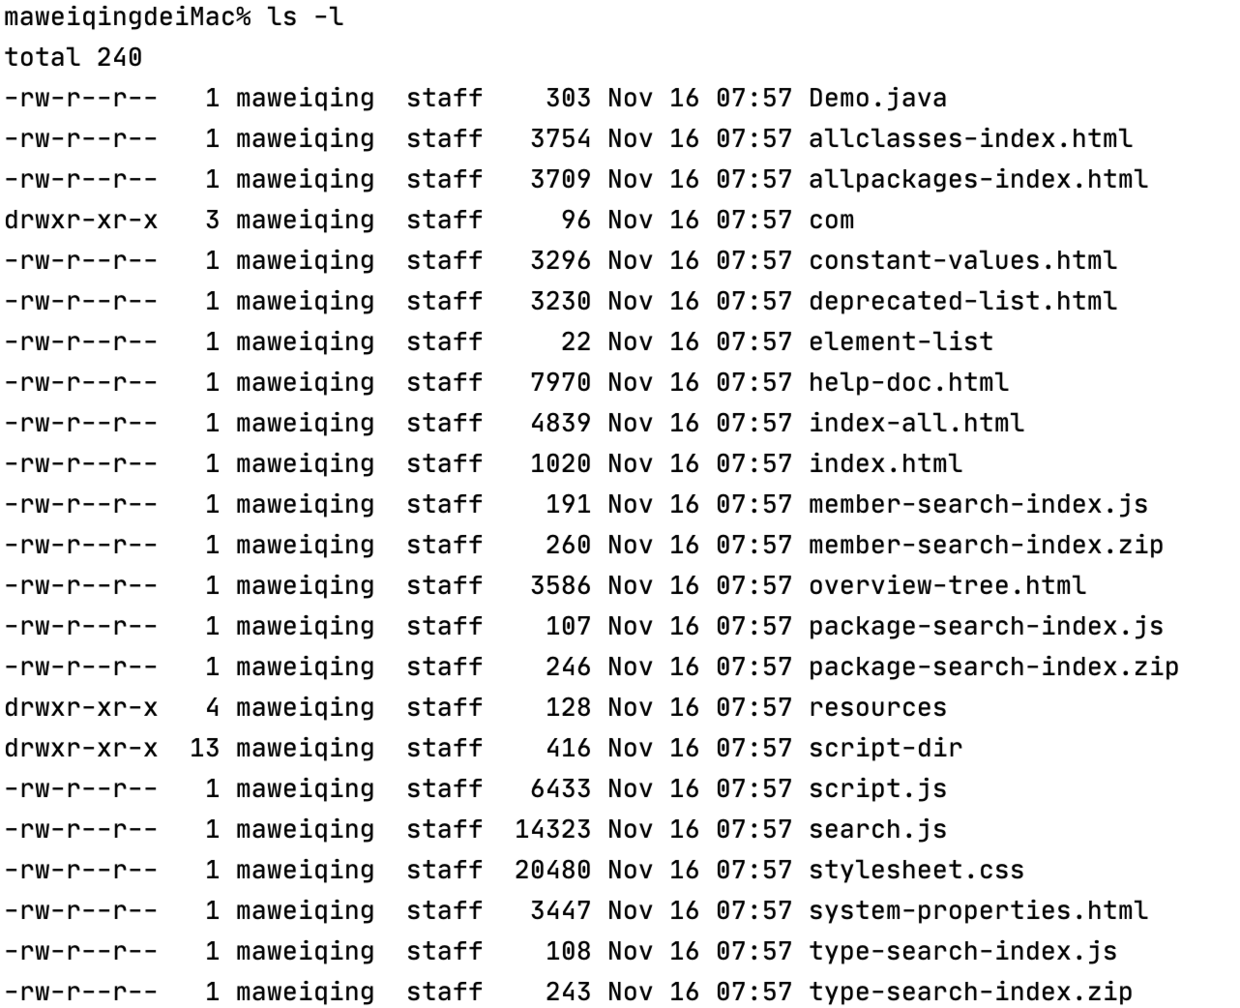 maweiqingdeiMac% ls -l
total 240
-rw-r--r--   1 maweiqing  staff    303 Nov 16 07:57 Demo.java
-rw-r--r--   1 maweiqing  staff   3754 Nov 16 07:57 allclasses-index.html
-rw-r--r--   1 maweiqing  staff   3709 Nov 16 07:57 allpackages-index.html
drwxr-xr-x   3 maweiqing  staff     96 Nov 16 07:57 com
-rw-r--r--   1 maweiqing  staff   3296 Nov 16 07:57 constant-values.html
-rw-r--r--   1 maweiqing  staff   3230 Nov 16 07:57 deprecated-list.html
-rw-r--r--   1 maweiqing  staff     22 Nov 16 07:57 element-list
-rw-r--r--   1 maweiqing  staff   7970 Nov 16 07:57 help-doc.html
-rw-r--r--   1 maweiqing  staff   4839 Nov 16 07:57 index-all.html
-rw-r--r--   1 maweiqing  staff   1020 Nov 16 07:57 index.html
-rw-r--r--   1 maweiqing  staff    191 Nov 16 07:57 member-search-index.js
-rw-r--r--   1 maweiqing  staff    260 Nov 16 07:57 member-search-index.zip
-rw-r--r--   1 maweiqing  staff   3586 Nov 16 07:57 overview-tree.html
-rw-r--r--   1 maweiqing  staff    107 Nov 16 07:57 package-search-index.js
-rw-r--r--   1 maweiqing  staff    246 Nov 16 07:57 package-search-index.zip
drwxr-xr-x   4 maweiqing  staff    128 Nov 16 07:57 resources
drwxr-xr-x  13 maweiqing  staff    416 Nov 16 07:57 script-dir
-rw-r--r--   1 maweiqing  staff   6433 Nov 16 07:57 script.js
-rw-r--r--   1 maweiqing  staff  14323 Nov 16 07:57 search.js
-rw-r--r--   1 maweiqing  staff  20480 Nov 16 07:57 stylesheet.css
-rw-r--r--   1 maweiqing  staff   3447 Nov 16 07:57 system-properties.html
-rw-r--r--   1 maweiqing  staff    108 Nov 16 07:57 type-search-index.js
-rw-r--r--   1 maweiqing  staff    243 Nov 16 07:57 type-search-index.zip